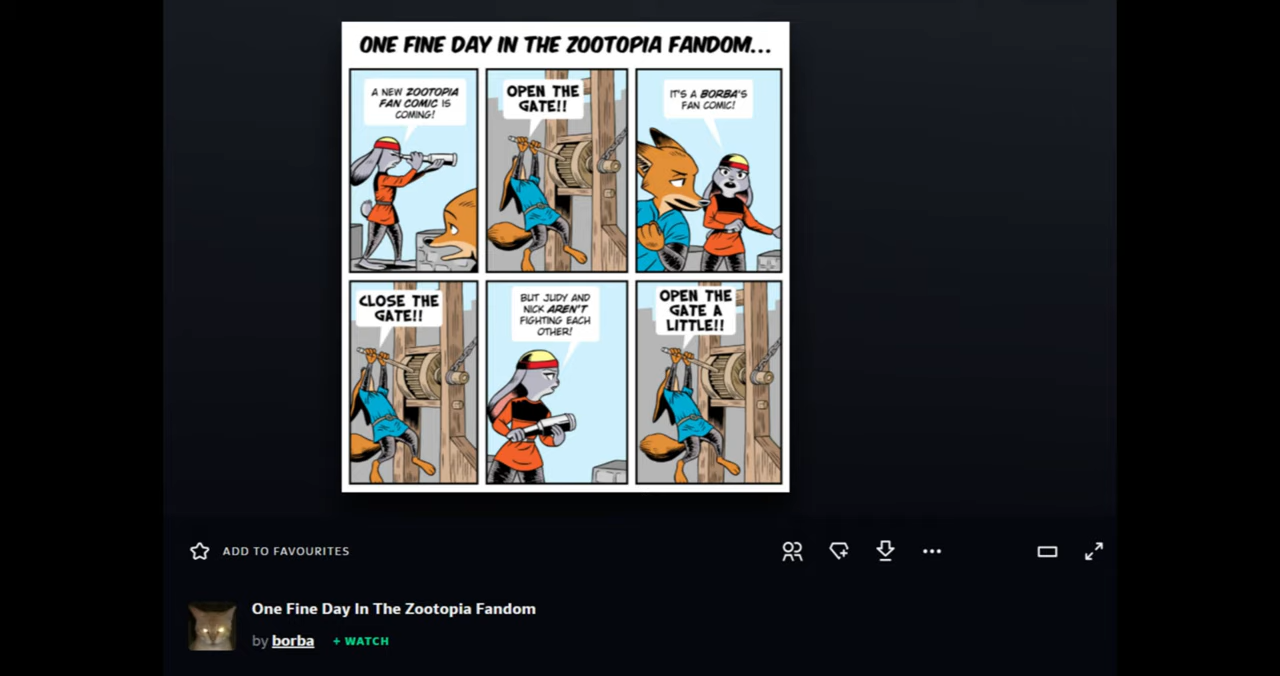 ONE FINE DAY IN THE ZOOTOPIA FANDOM...
A NEW ZOOTOPIA
FAN COMIC IS
COMING!
OPEN THE
GATE!!
IT'S A BORBA'S
FAN COMIC!
CLOSE THE
GATE!!
BUT JUDY AND
NICK AREN'T
FIGHTING EACH
OTHER!
OPEN THE
GATE A
LITTLE!!
ADD TO FAVOURITES
One Fine Day In The Zootopia Fandom
by borba + WATCH